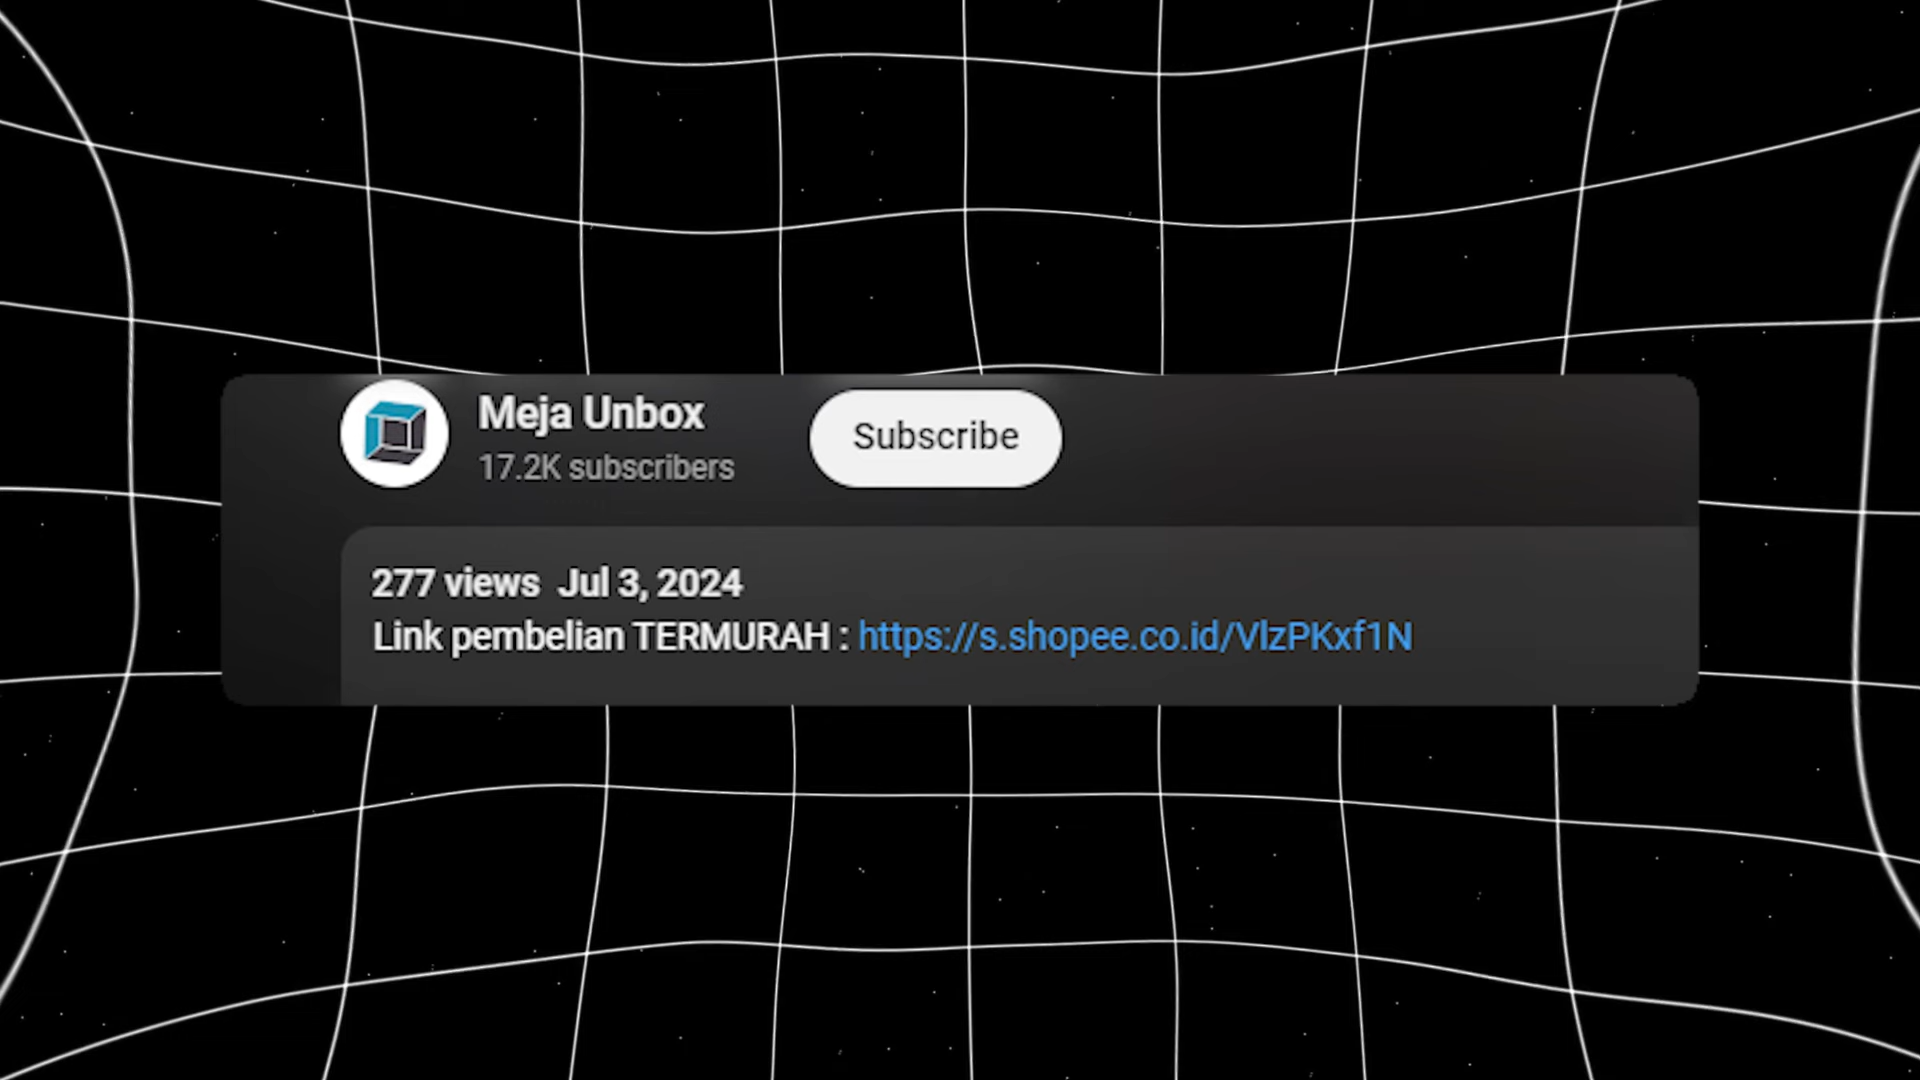 Meja Unbox
17.2K subscribers
Subscribe
277 views Jul 3, 2024
Link pembelian TERMURAH : https://s.shopee.co.id/VlzPKxf1N